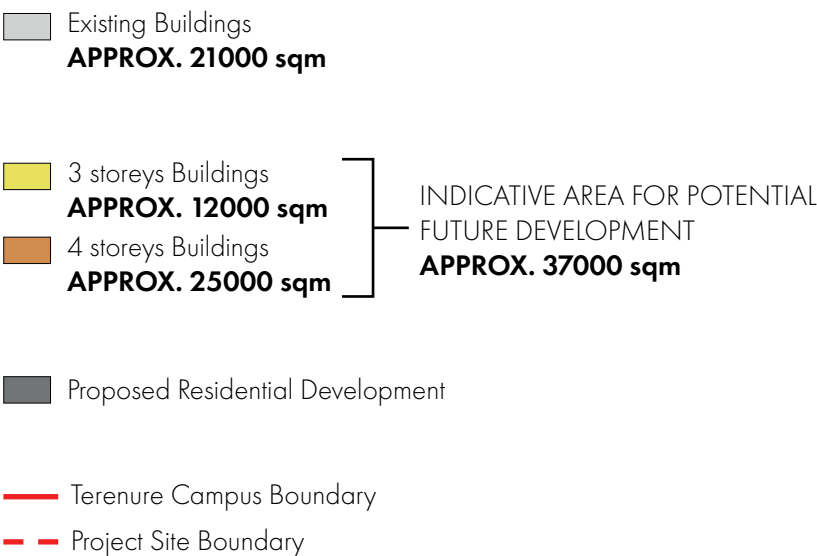 Existing Buildings
APPROX. 21000 sqm
3 storeys Buildings
APPROX. 12000 sqm
4 storeys Buildings
APPROX. 25000 sqm
INDICATIVE AREA FOR POTENTIAL
FUTURE DEVELOPMENT
APPROX. 37000 sqm
Proposed Residential Development
Terenure Campus Boundary
Project Site Boundary